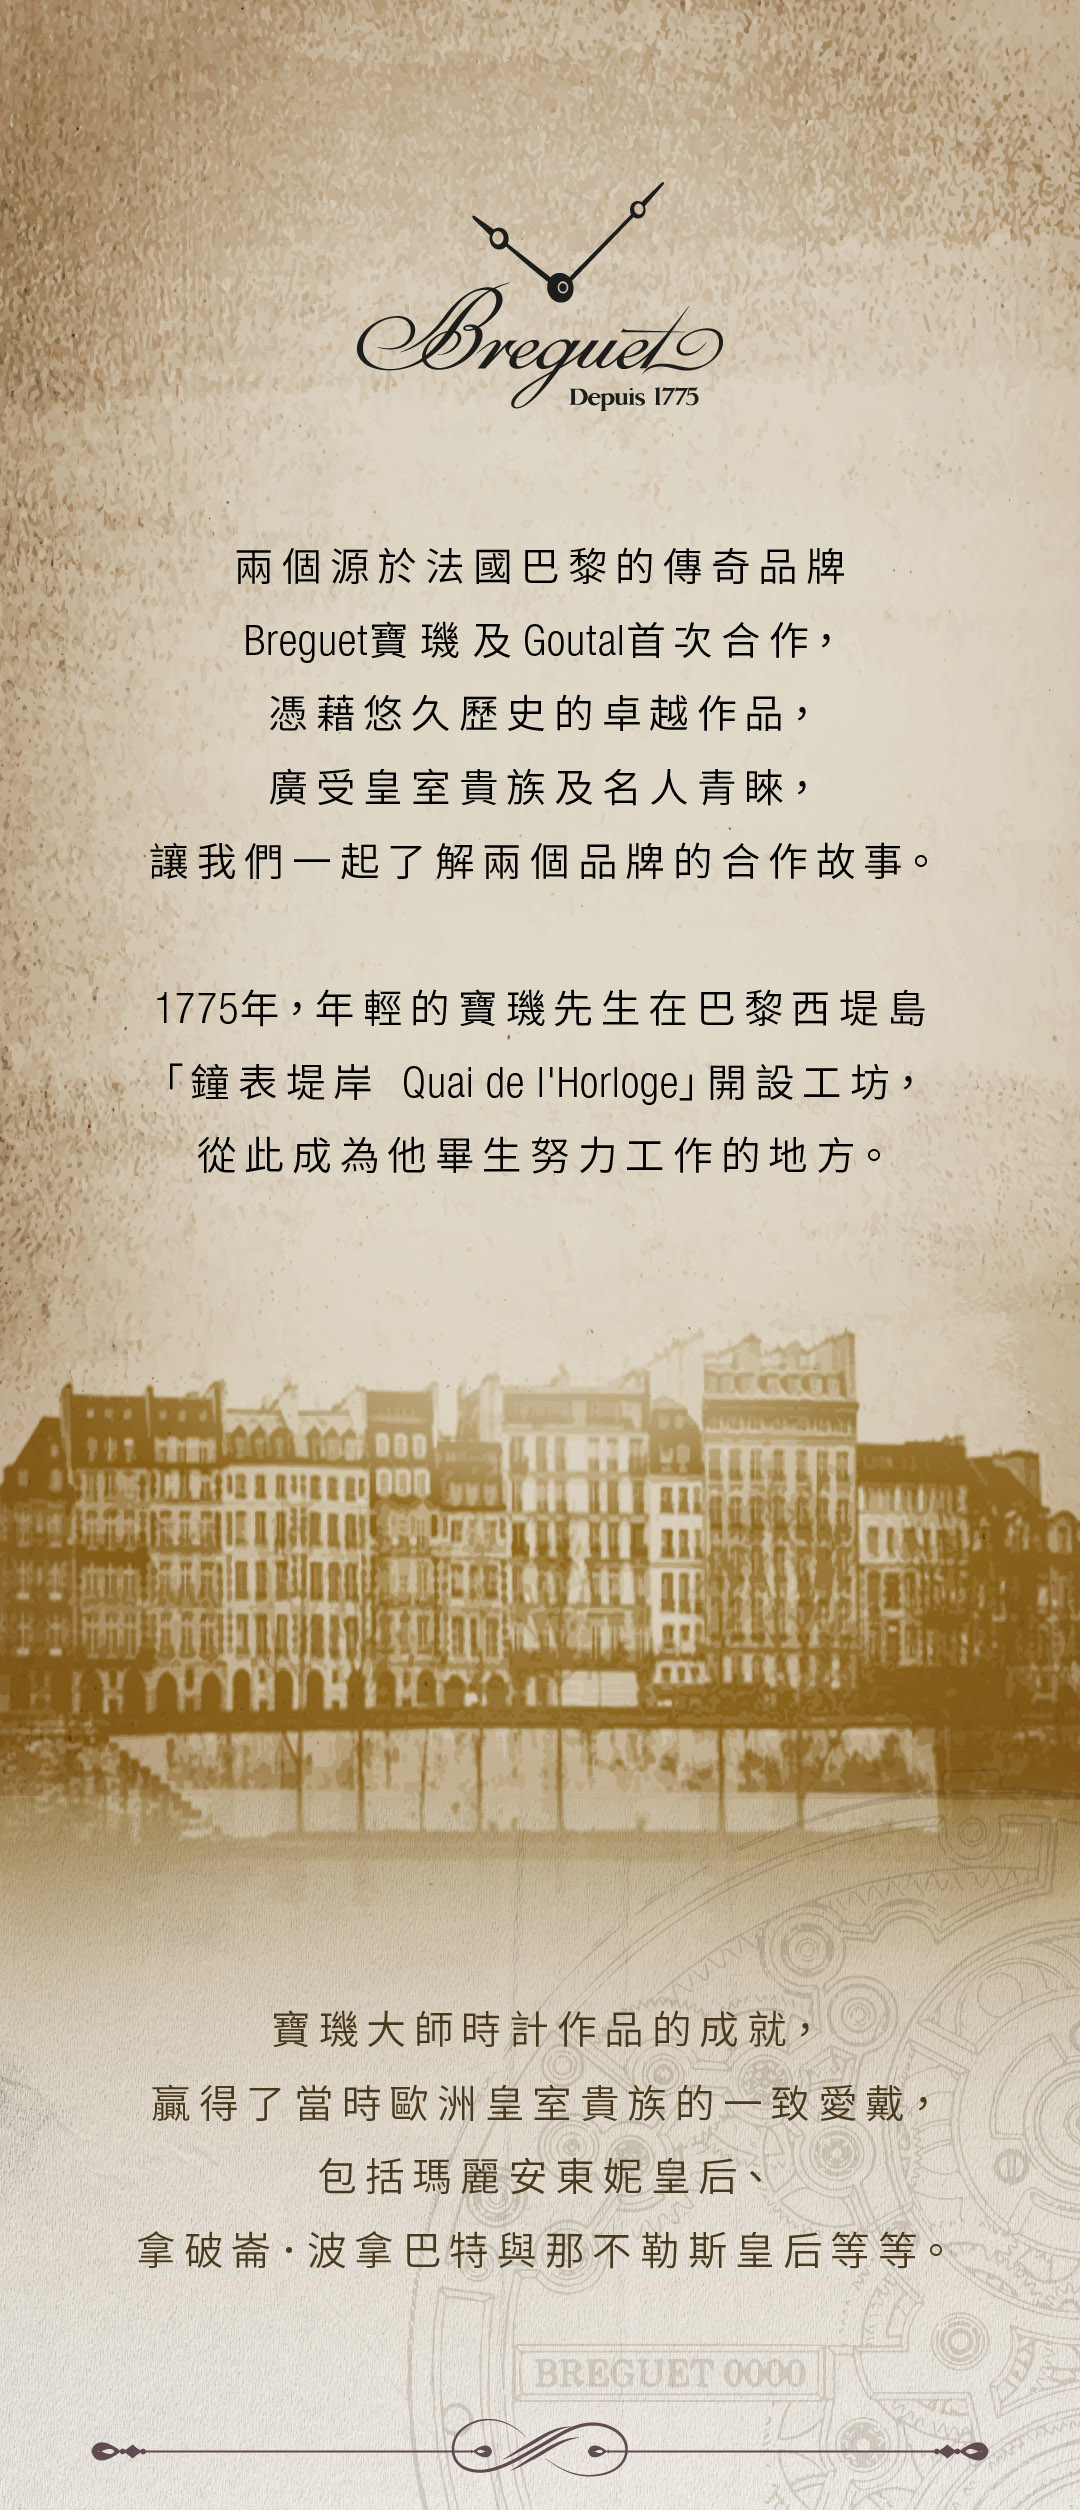 Breguet
Depuis 1775
兩個源於法國巴黎的傳奇品牌
Breguet寶璣及Goutal首次合作，
憑藉悠久歷史的卓越作品，
廣受皇室貴族及名人青睞，
讓我們一起了解兩個品牌的合作故事。
1775年，年輕的寶璣先生在巴黎西堤島
「鐘表堤岸 Quai de l'Horloge」開設工坊，
從此成為他畢生努力工作的地方。
寶璣大師時計作品的成就，
贏得了當時歐洲皇室貴族的一致愛戴，
包括瑪麗安東妮皇后、
拿破崙·波拿巴特與那不勒斯皇后等等。
BREGUET 0000